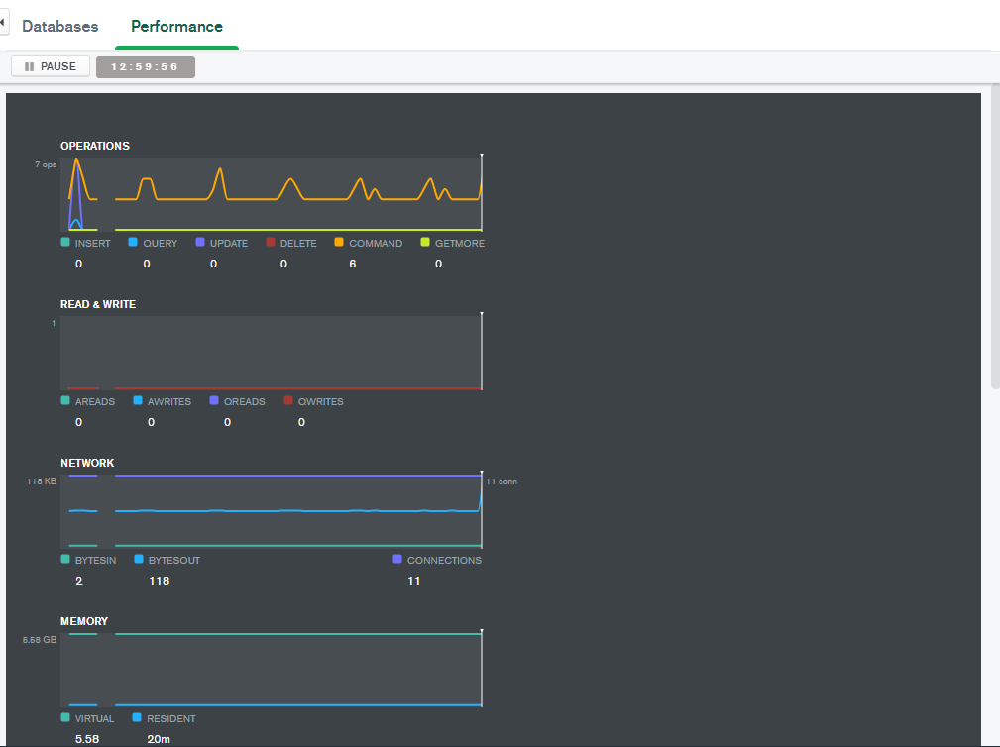 Databases Performance
PAUSE 12:59:56
OPERATIONS
7 ops
INSERT QUERY UPDATE DELETE COMMAND GETMORE
0 0 0 0 6 0
READ & WRITE
1
AREADS AWRITES OREADS OWRITES
0 0 0 0
NETWORK
118 KB 11 conn
BYTESIN BYTESOUT CONNECTIONS
2 118 11
MEMORY
5.58 GB
VIRTUAL RESIDENT
5.58 20m